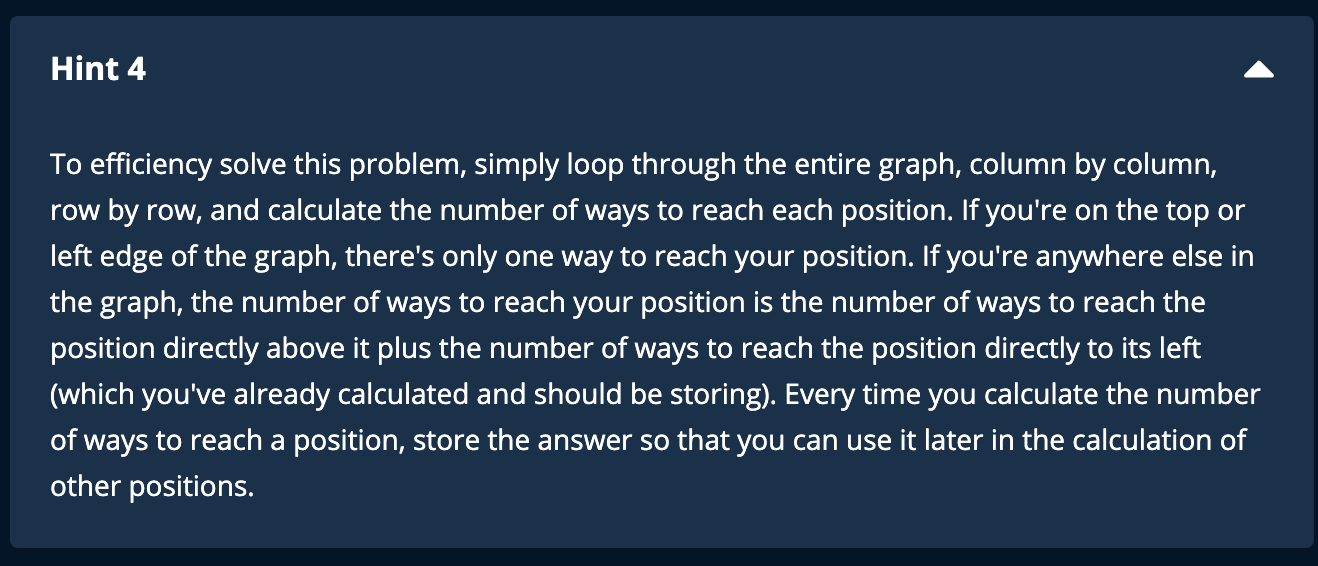 Hint 4
To efficiency solve this problem, simply loop through the entire graph, column by column,
row by row, and calculate the number of ways to reach each position. If you're on the top or
left edge of the graph, there's only one way to reach your position. If you're anywhere else in
the graph, the number of ways to reach your position is the number of ways to reach the
position directly above it plus the number of ways to reach the position directly to its left
(which you've already calculated and should be storing). Every time you calculate the number
of ways to reach a position, store the answer so that you can use it later in the calculation of
other positions.